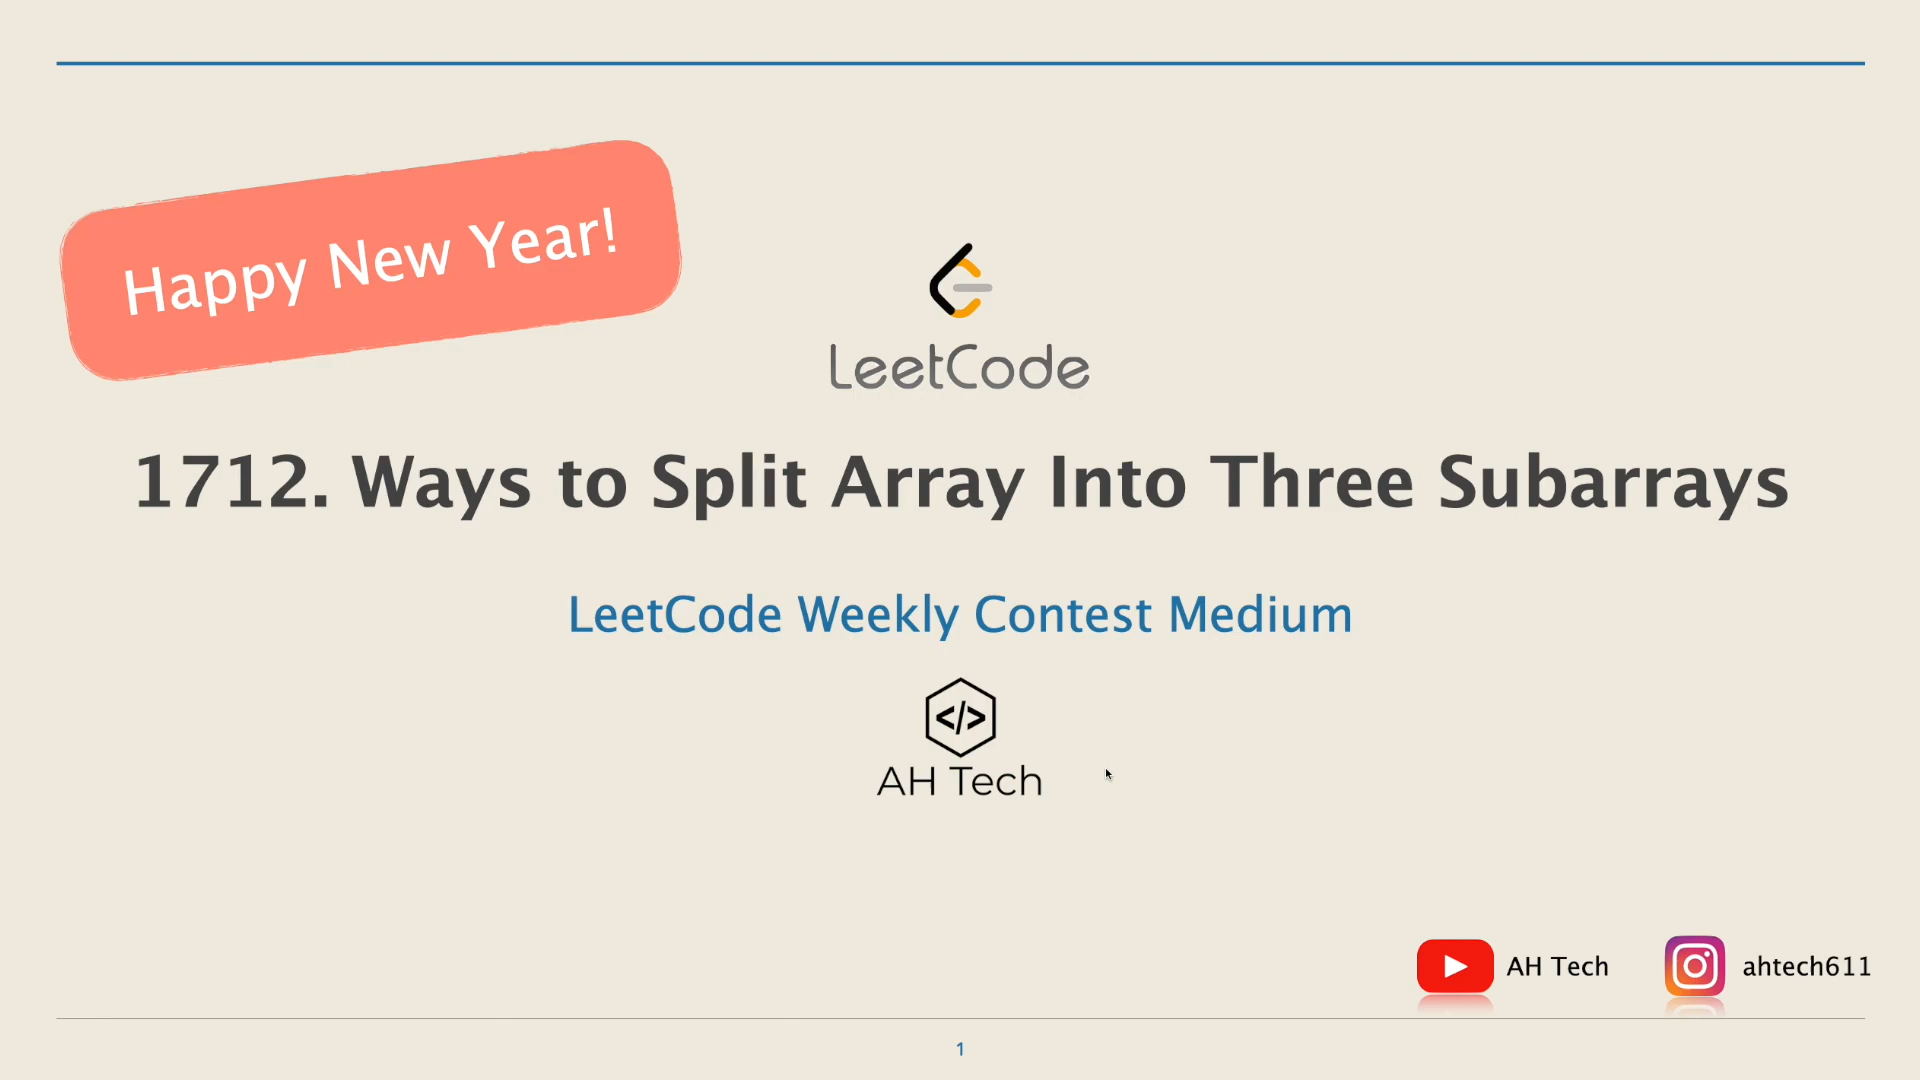 Happy New Year!
LeetCode
1712. Ways to Split Array Into Three Subarrays
LeetCode Weekly Contest Medium
</>
AH Tech
AH Tech
ahtech611
1